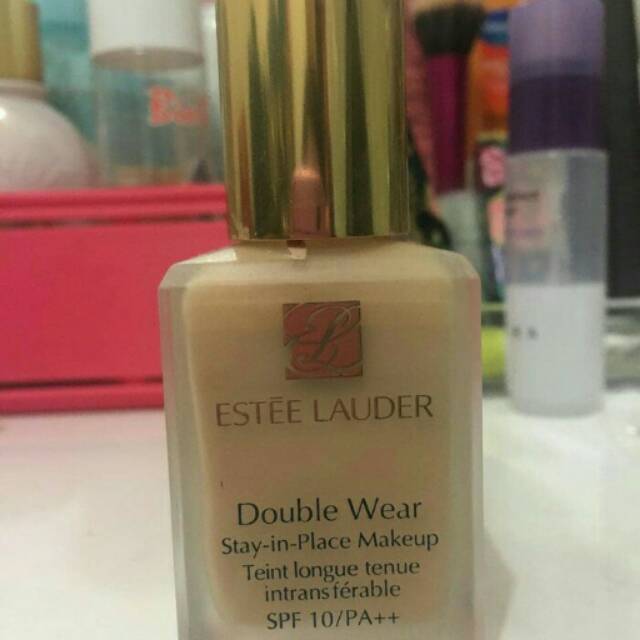 ESTĒE LAUDER
Double Wear
Stay-in-Place Makeup
Teint longue tenue
intransférable
SPF 10/PA++